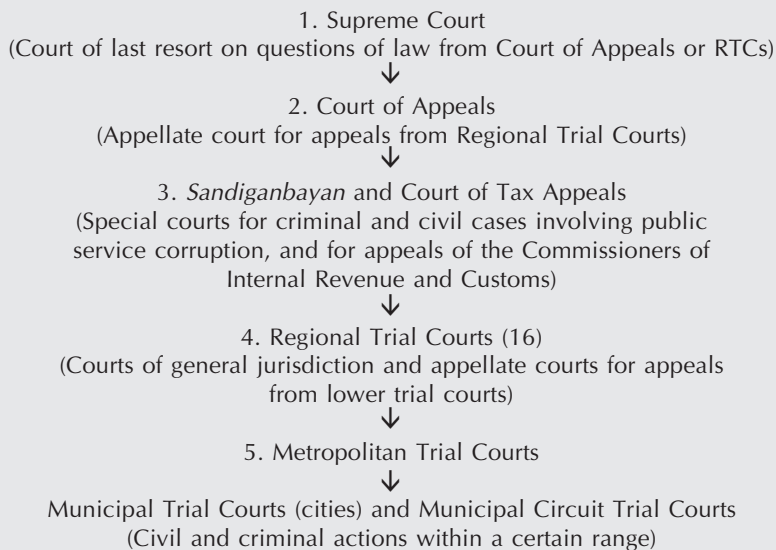 1. Supreme Court
(Court of last resort on questions of law from Court of Appeals or RTCs)
↓
2. Court of Appeals
(Appellate court for appeals from Regional Trial Courts)
↓
3. Sandiganbayan and Court of Tax Appeals
(Special courts for criminal and civil cases involving public
service corruption, and for appeals of the Commissioners of
Internal Revenue and Customs)
↓
4. Regional Trial Courts (16)
(Courts of general jurisdiction and appellate courts for appeals
from lower trial courts)
↓
5. Metropolitan Trial Courts
↓
Municipal Trial Courts (cities) and Municipal Circuit Trial Courts
(Civil and criminal actions within a certain range)